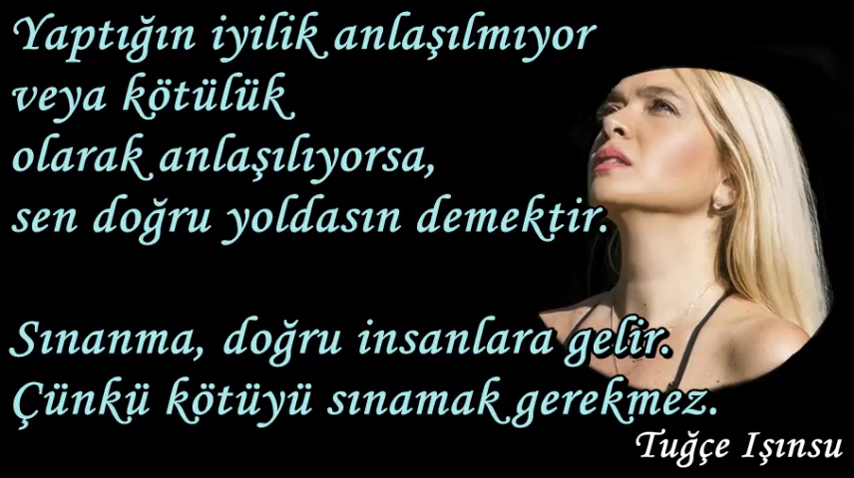 Yaptığın iyilik anlaşılmıyor
veya kötülük
olarak anlaşılıyorsa,
sen doğru yoldasın demektir.
Sınanma, doğru insanlara gelir.
Çünkü kötüyü sınamak gerekmez.
Tuğçe Işınsu